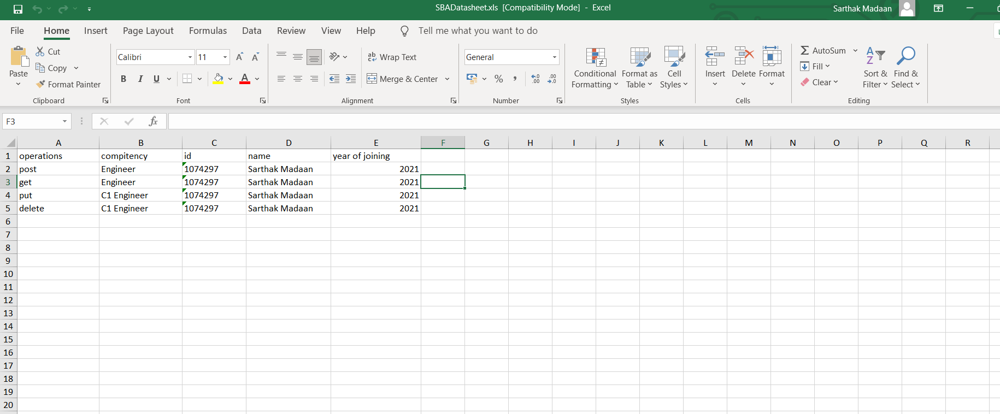 SBADatasheet.xls [Compatibility Mode] - Excel
Sarthak Madaan
File Home Insert Page Layout Formulas Data Review View Help Tell me what you want to do
Cut
Copy
Format Painter
Paste
Clipboard
Calibri 11 A A
B I U A
Font
Wrap Text
Merge & Center
Alignment
General
% ,
Number
Conditional Formatting
Format as Table
Cell Styles
Styles
Insert Delete Format
Cells
AutoSum
Fill
Clear
Sort & Filter
Find & Select
Editing
F3 fx
A B C D E F G H I J K L M N O P Q R
1 operations compitency id name year of joining
2 post Engineer 1074297 Sarthak Madaan 2021
3 get Engineer 1074297 Sarthak Madaan 2021
4 put C1 Engineer 1074297 Sarthak Madaan 2021
5 delete C1 Engineer 1074297 Sarthak Madaan 2021
6
7
8
9
10
11
12
13
14
15
16
17
18
19
20